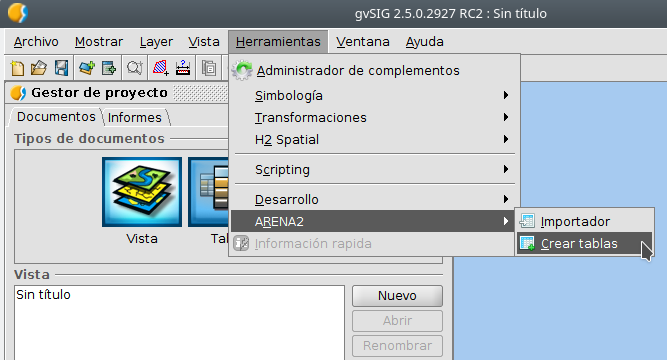 gvSIG 2.5.0.2927 RC2 : Sin título
Archivo Mostrar Layer Vista Herramientas Ventana Ayuda
Administrador de complementos
Gestor de proyecto
Simbología
Documentos Informes
Transformaciones
Tipos de documentos
H2 Spatial
Scripting
Desarrollo
ARENA2
Importador
Vista
Información rapida
Crear tablas
Vista
Sin título
Nuevo
Abrir
Renombrar